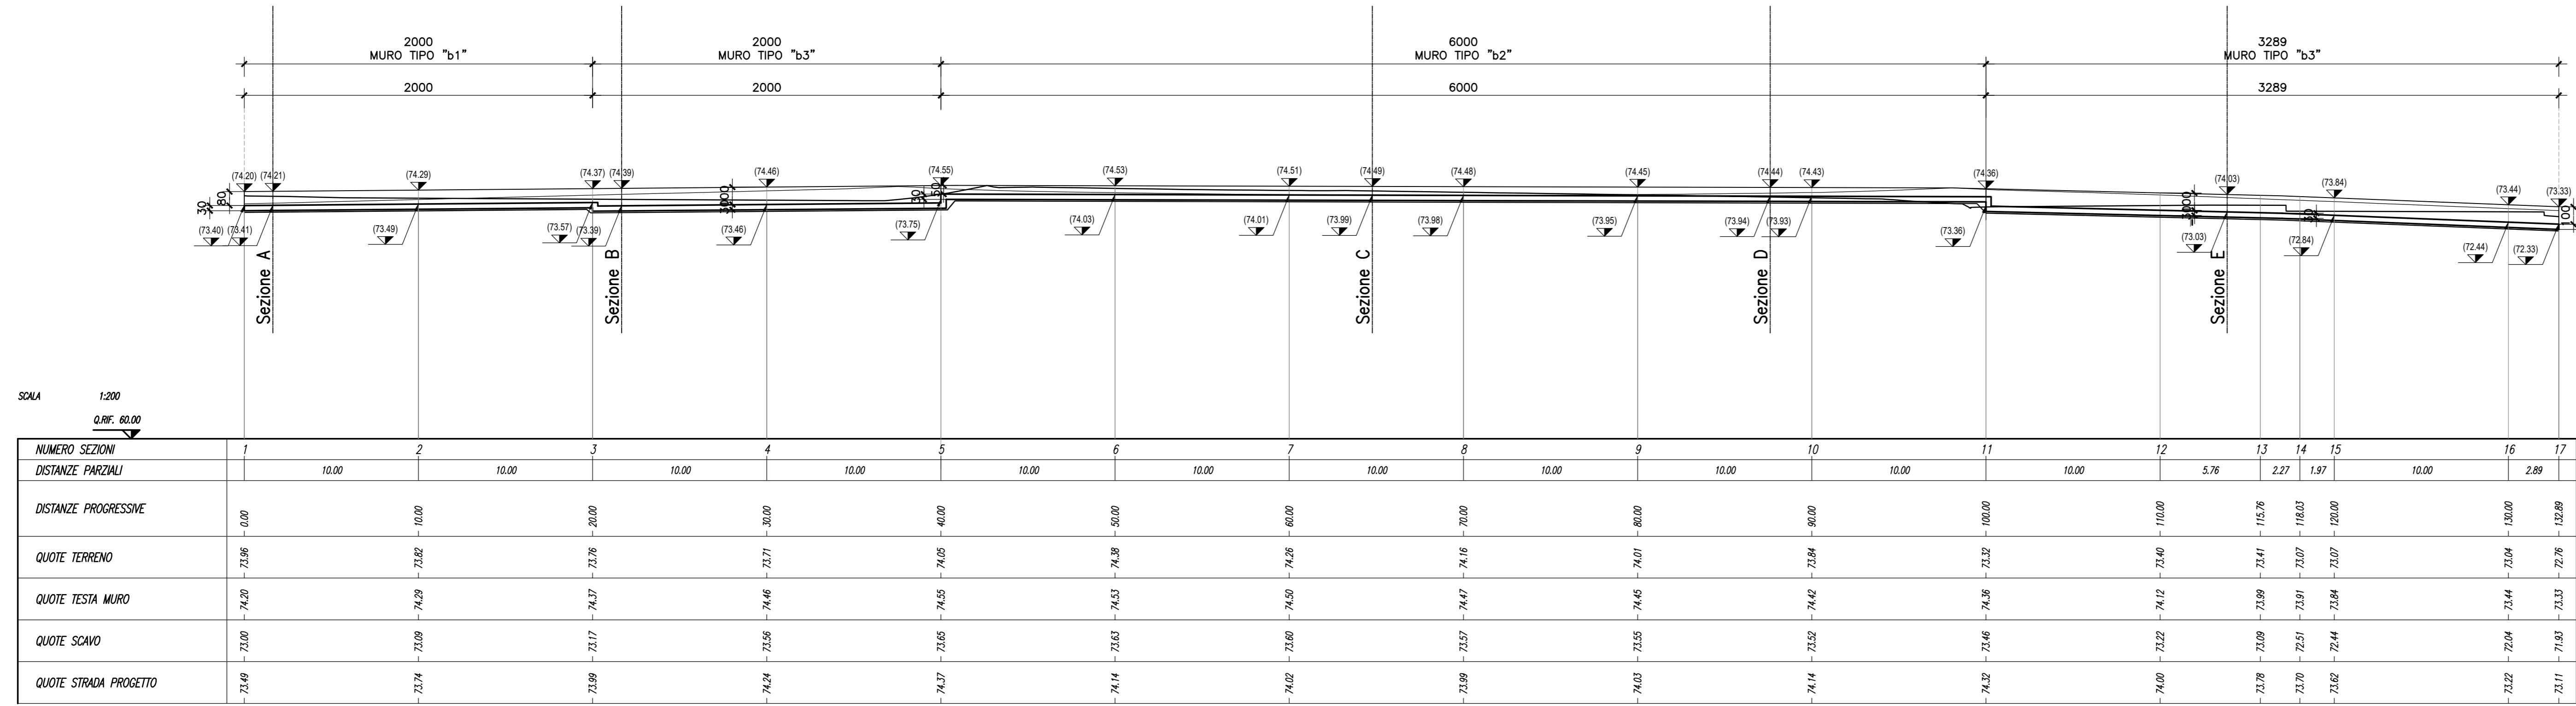 2000 2000 6000 3289
MURO TIPO "b1" MURO TIPO "b3" MURO TIPO "b2" MURO TIPO "b3"
2000 2000 6000 3289
(74.20) (74.21) (74.29) (74.37) (74.39) (74.46) (74.55) (74.53) (74.51) (74.49) (74.48) (74.45) (74.44) (74.43) (74.36) (74.03) (73.84) (73.44) (73.33)
30 80 30 50 30 100
(73.40) (73.41) (73.49) (73.57) (73.39) (73.46) (73.75) (74.03) (74.01) (73.99) (73.98) (73.95) (73.94) (73.93) (73.36) (73.03) (72.84) (72.44) (72.33)
Sezione A Sezione B Sezione C Sezione D Sezione E
SCALA 1:200
Q.RIF. 60.00
NUMERO SEZIONI 1 2 3 4 5 6 7 8 9 10 11 12 13 14 15 16 17
DISTANZE PARZIALI 10.00 10.00 10.00 10.00 10.00 10.00 10.00 10.00 10.00 10.00 10.00 5.76 2.27 1.97 10.00 2.89
DISTANZE PROGRESSIVE 0.00 10.00 20.00 30.00 40.00 50.00 60.00 70.00 80.00 90.00 100.00 110.00 115.76 118.03 120.00 130.00 132.89
QUOTE TERRENO 73.96 73.82 73.76 73.71 74.05 74.38 74.26 74.16 74.01 73.84 73.32 73.40 73.41 73.07 73.07 73.04 72.76
QUOTE TESTA MURO 74.20 74.29 74.37 74.46 74.55 74.53 74.50 74.47 74.45 74.42 74.36 74.12 73.99 73.91 73.84 73.44 73.33
QUOTE SCAVO 73.00 73.09 73.17 73.56 73.65 73.63 73.60 73.57 73.55 73.52 73.46 73.22 73.09 72.51 72.44 72.04 71.93
QUOTE STRADA PROGETTO 73.49 73.74 73.99 74.24 74.37 74.14 74.02 73.99 74.03 74.14 74.32 74.00 73.78 73.70 73.62 73.22 73.11